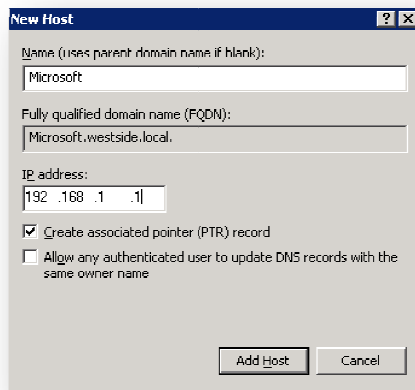 New Host
Name (uses parent domain name if blank):
Microsoft
Fully qualified domain name (FQDN):
Microsoft.westside.local.
IP address:
192 .168 .1 .1
Create associated pointer (PTR) record
Allow any authenticated user to update DNS records with the
same owner name
Add Host Cancel